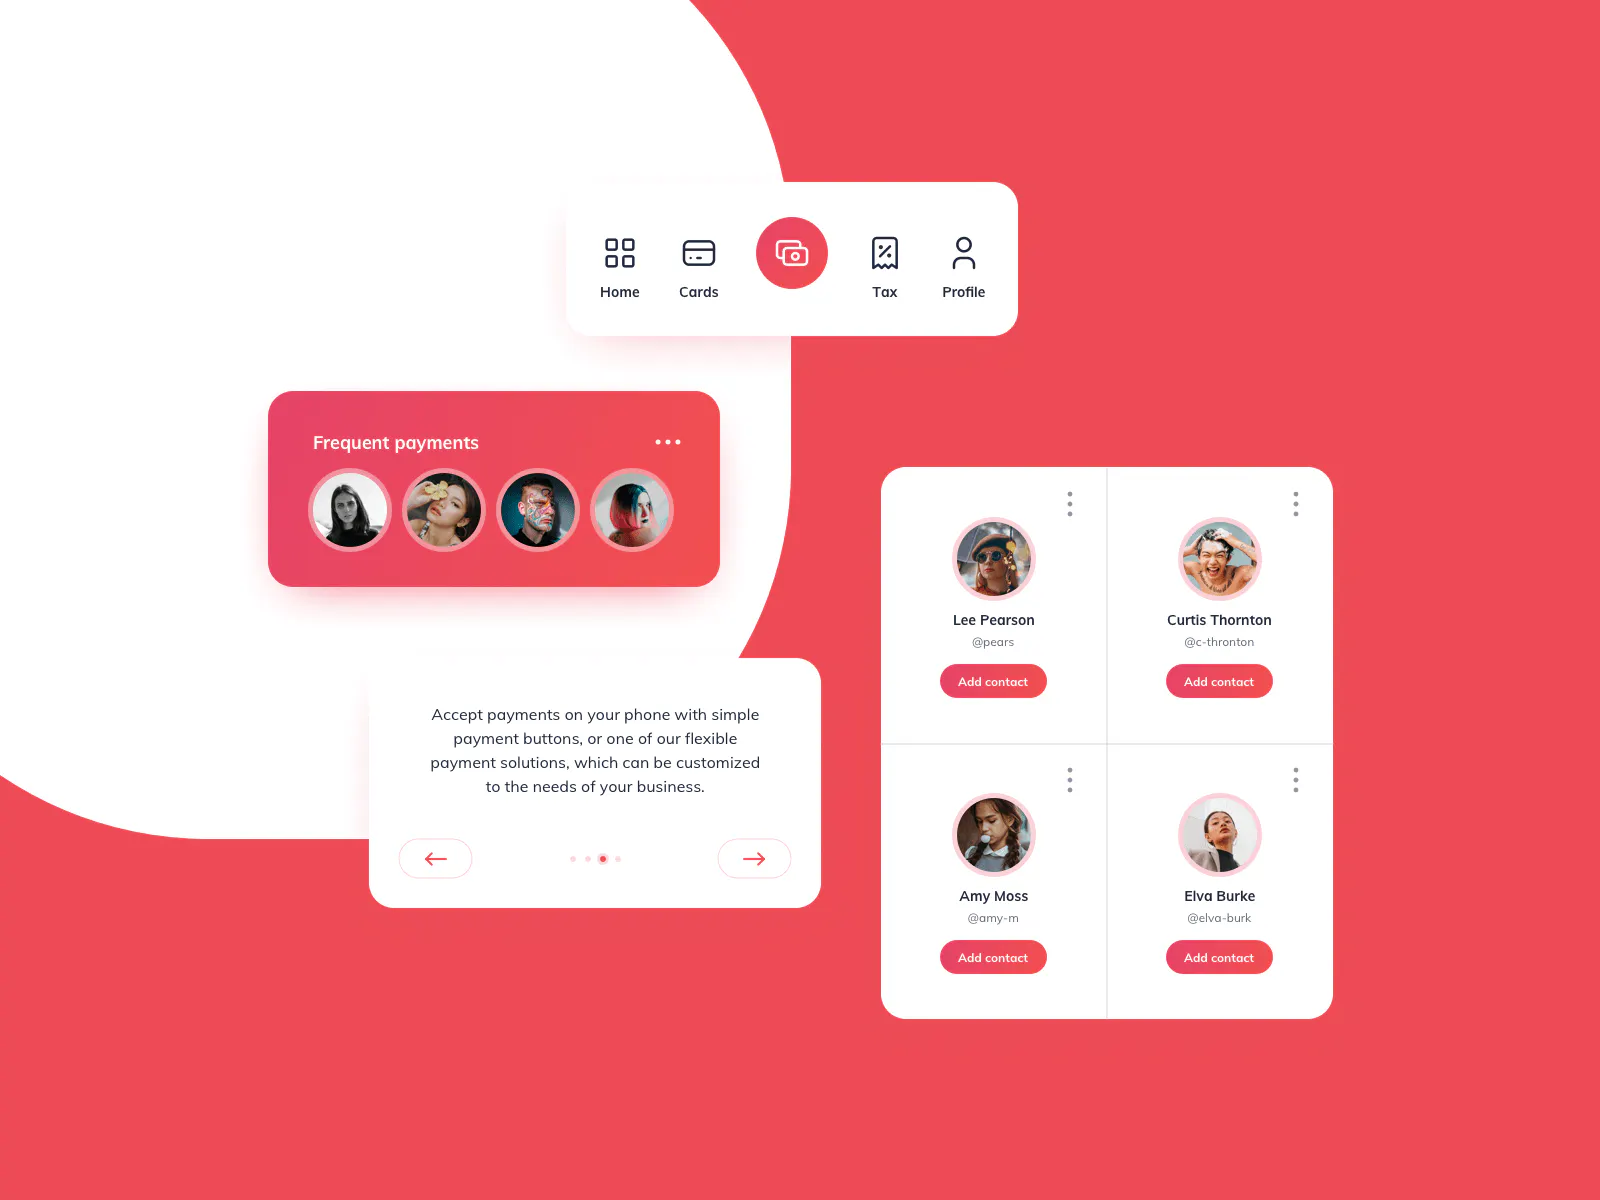 Home
Cards
Tax
Profile
Frequent payments
Accept payments on your phone with simple
payment buttons, or one of our flexible
payment solutions, which can be customized
to the needs of your business.
Lee Pearson
@pears
Add contact
Curtis Thornton
@c-thronton
Add contact
Amy Moss
@amy-m
Add contact
Elva Burke
@elva-burk
Add contact